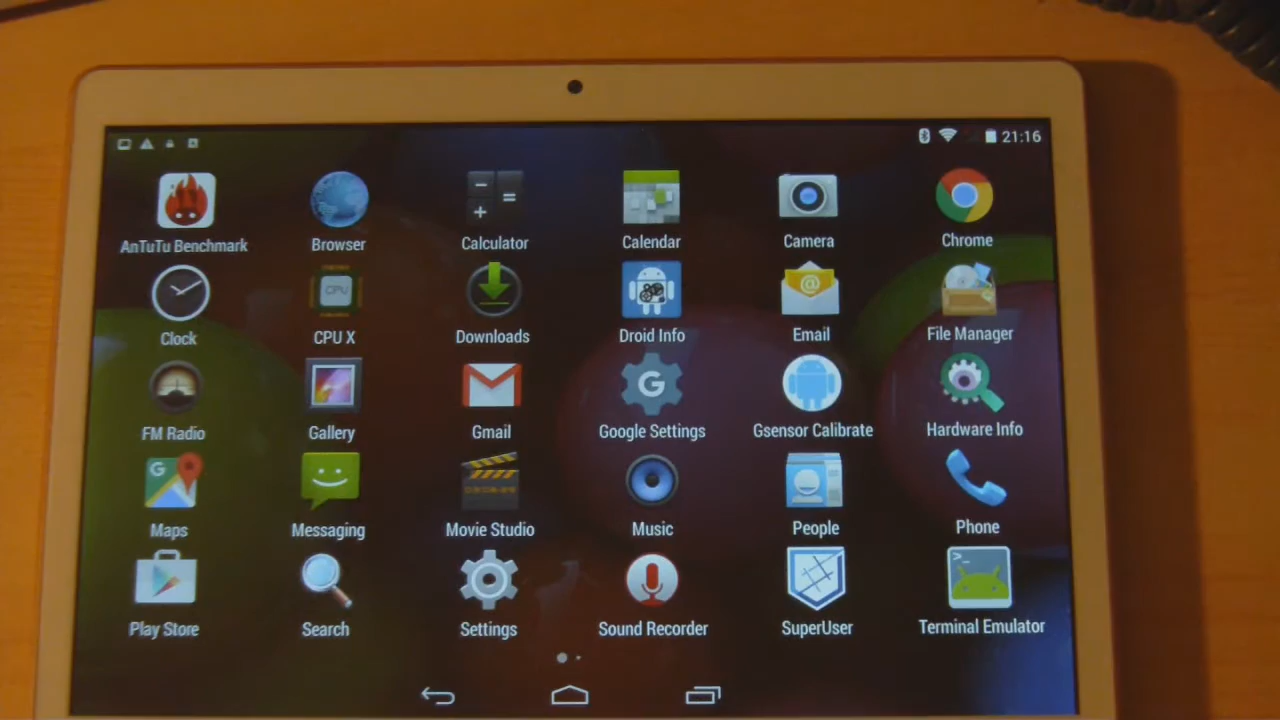 21:16
AnTuTu Benchmark
Browser
Calculator
Calendar
Camera
Chrome
Clock
CPU
CPU X
Downloads
Droid Info
@
Email
File Manager
FM Radio
Gallery
Gmail
G
Google Settings
Gsensor Calibrate
Hardware Info
G
Maps
Messaging
Movie Studio
Music
People
Phone
Play Store
Search
Settings
Sound Recorder
SuperUser
>_
Terminal Emulator